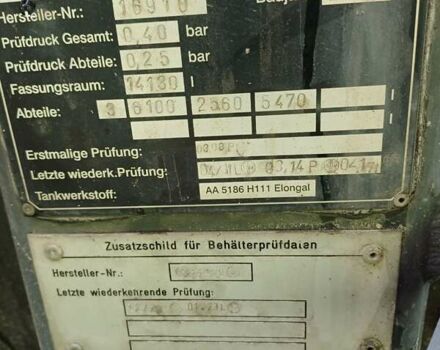 Hersteller-Nr.: 16910
Prüfdruck Gesamt: 0,40 bar
Prüfdruck Abteile: 0,25 bar
Fassungsraum: 14130 l
Abteile: 3 6100 2560 5470 l
l
Erstmalige Prüfung:
Letzte wiederk.Prüfung: 03.14 P
Tankwerkstoff: AA 5186 H111 Elongal
Zusatzschild für Behälterprüfdaten
Hersteller-Nr.:
Letzte wiederkehrende Prüfung: